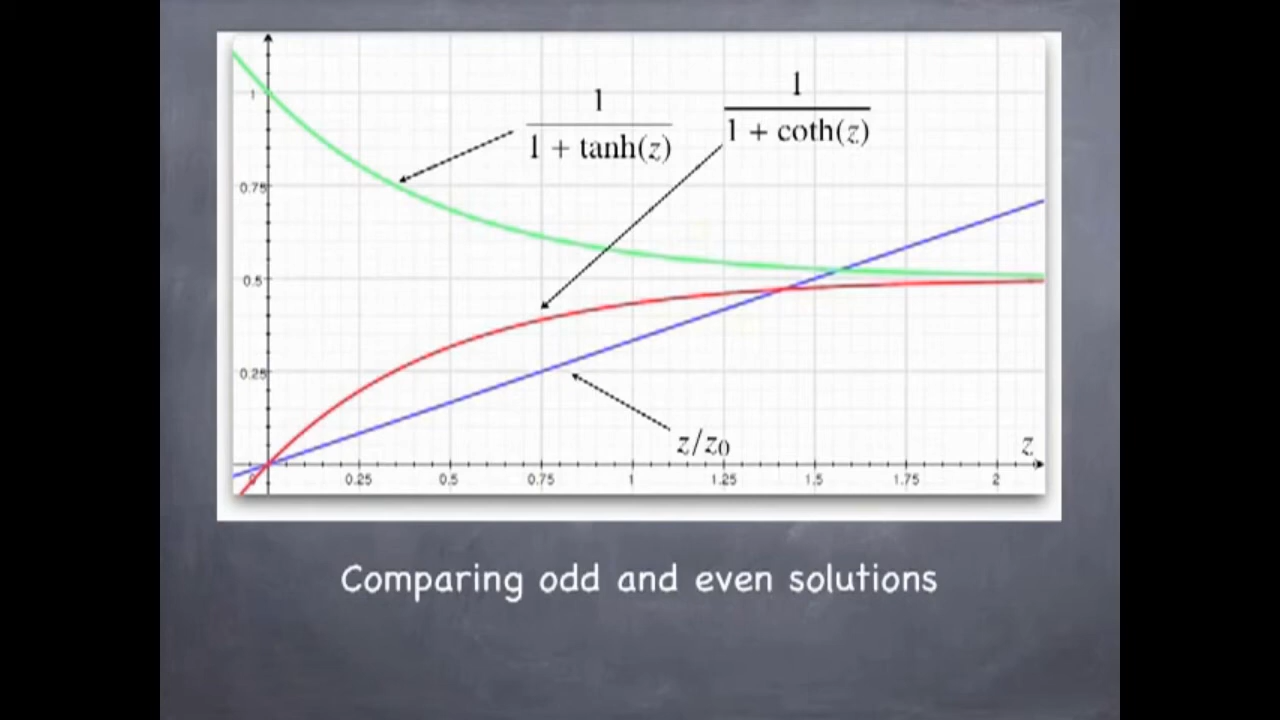 1
1 / (1 + tanh(z))
1 / (1 + coth(z))
0.75
0.5
0.25
z/z₀
z
0 0.25 0.5 0.75 1 1.25 1.5 1.75 2
Comparing odd and even solutions